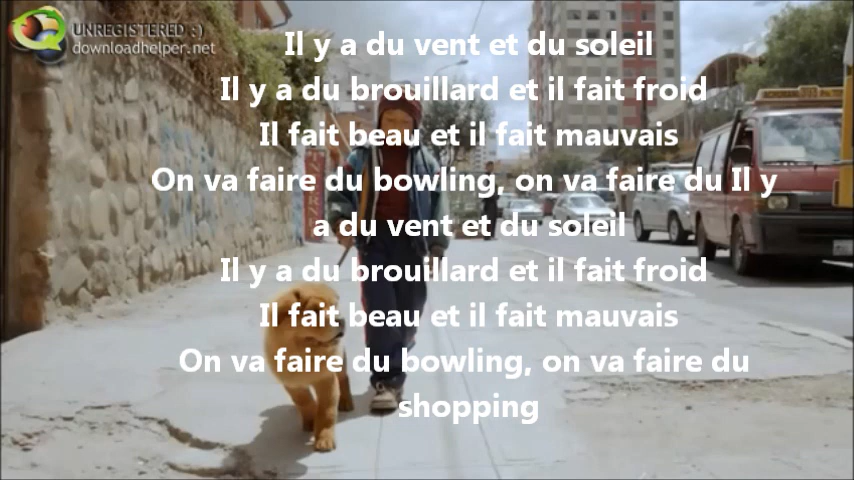 UNREGISTERED :)
downloadhelper.net
Il y a du vent et du soleil
Il y a du brouillard et il fait froid
Il fait beau et il fait mauvais
On va faire du bowling, on va faire du Il y
a du vent et du soleil
Il y a du brouillard et il fait froid
Il fait beau et il fait mauvais
On va faire du bowling, on va faire du
shopping